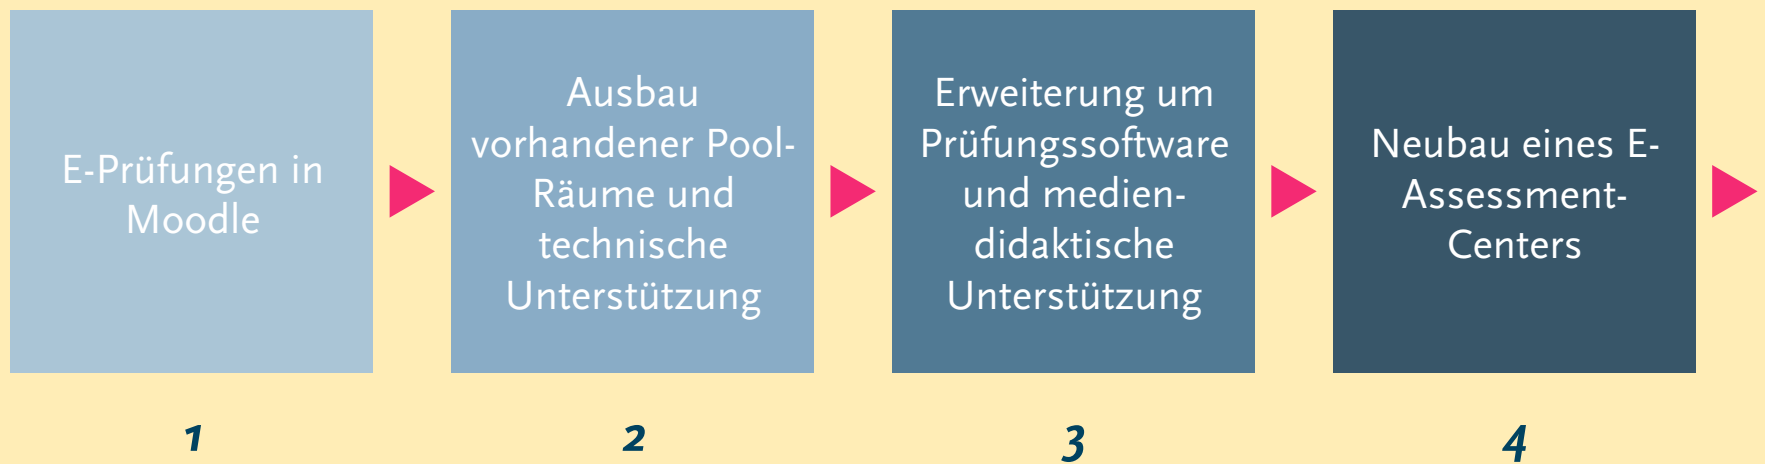 E-Prüfungen in
Moodle
Ausbau
vorhandener Pool-
Räume und
technische
Unterstützung
Erweiterung um
Prüfungssoftware
und medien-
didaktische
Unterstützung
Neubau eines E-
Assessment-
Centers
1
2
3
4